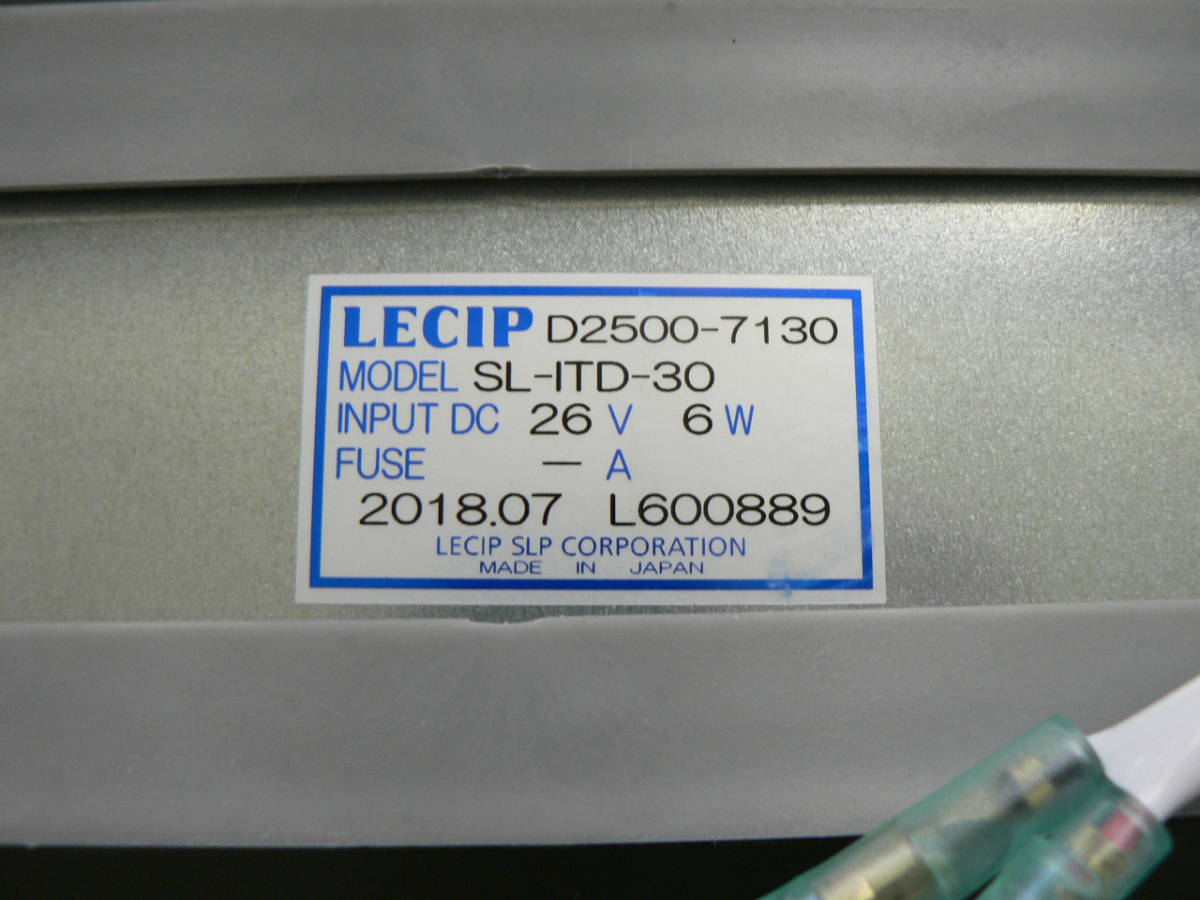 LECIP D2500-7130
MODEL SL-ITD-30
INPUT DC 26 V 6 W
FUSE — A
2018.07 L600889
LECIP SLP CORPORATION
MADE IN JAPAN